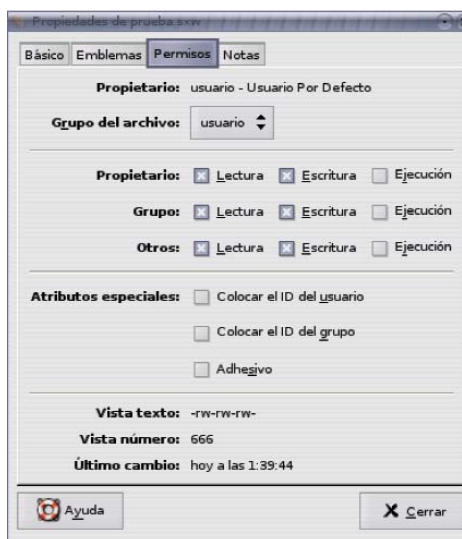 Propiedades de prueba.sxw
Básico Emblemas Permisos Notas
Propietario: usuario - Usuario Por Defecto
Grupo del archivo: usuario
Propietario: Lectura Escritura Ejecución
Grupo: Lectura Escritura Ejecución
Otros: Lectura Escritura Ejecución
Atributos especiales: Colocar el ID del usuario
Colocar el ID del grupo
Adhesivo
Vista texto: -rw-rw-rw-
Vista número: 666
Último cambio: hoy a las 1:39:44
Ayuda Cerrar